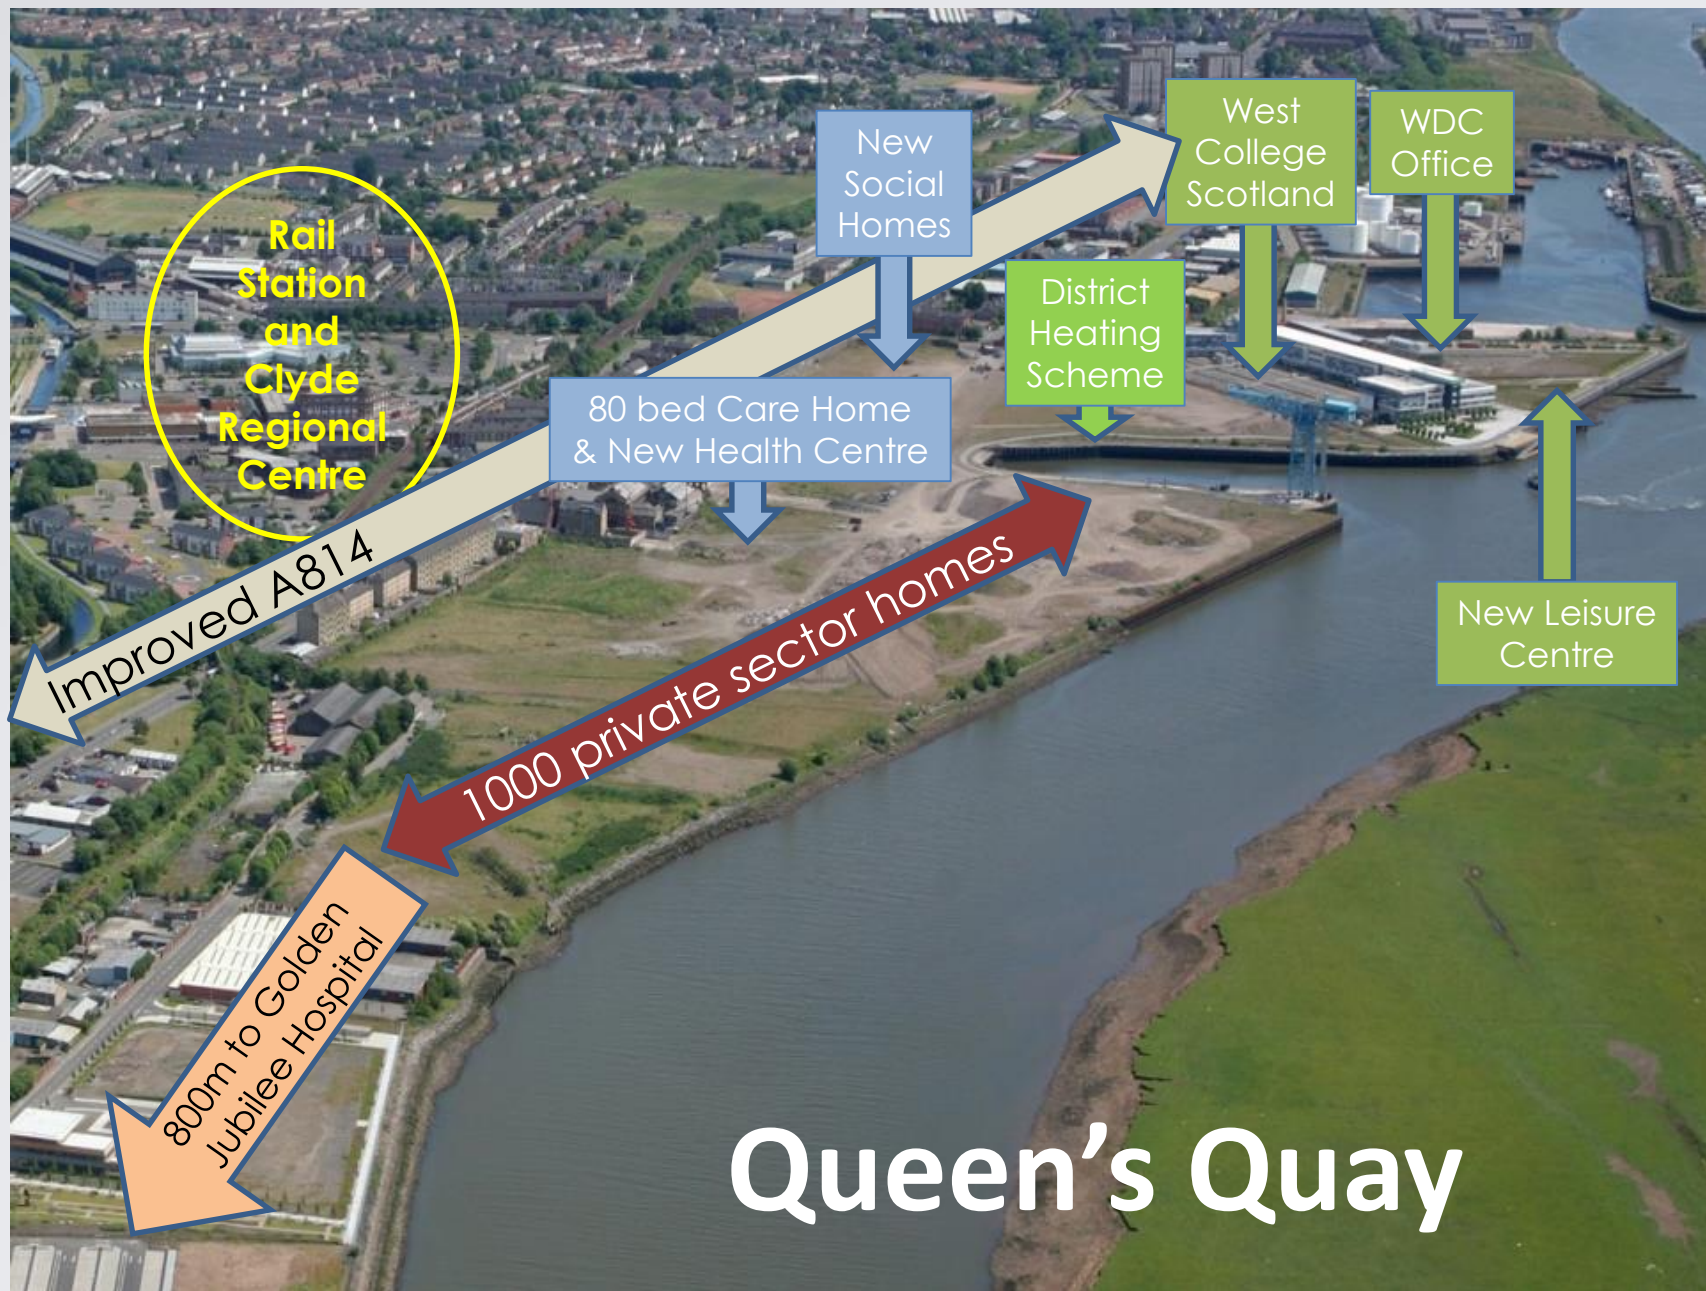 New
Social
Homes
West
College
Scotland
WDC
Office
Rail
Station
and
Clyde
Regional
Centre
District
Heating
Scheme
80 bed Care Home
& New Health Centre
Improved A814
1000 private sector homes
New Leisure
Centre
800m to Golden
Jubilee Hospital
Queen’s Quay